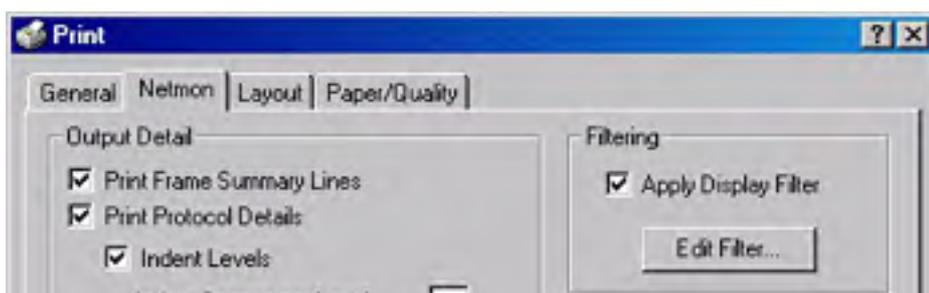 Print
General Netmon Layout Paper/Quality
Output Detail
Print Frame Summary Lines
Print Protocol Details
Indent Levels
Filtering
Apply Display Filter
Edit Filter...